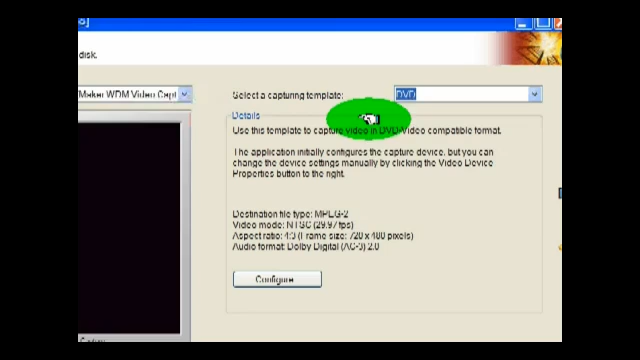 disk.
Maker WDM Video Capt
Select a capturing template:
DVD
Details
Use this template to capture video in DVD-Video compatible format.
The application initially configures the capture device, but you can
change the device settings manually by clicking the Video Device
Properties button to the right.
Destination file type: MPEG-2
Video mode: NTSC (29.97 fps)
Aspect ratio: 4:3 (Frame size: 720 x 480 pixels)
Audio format: Dolby Digital (AC-3) 2.0
Configure